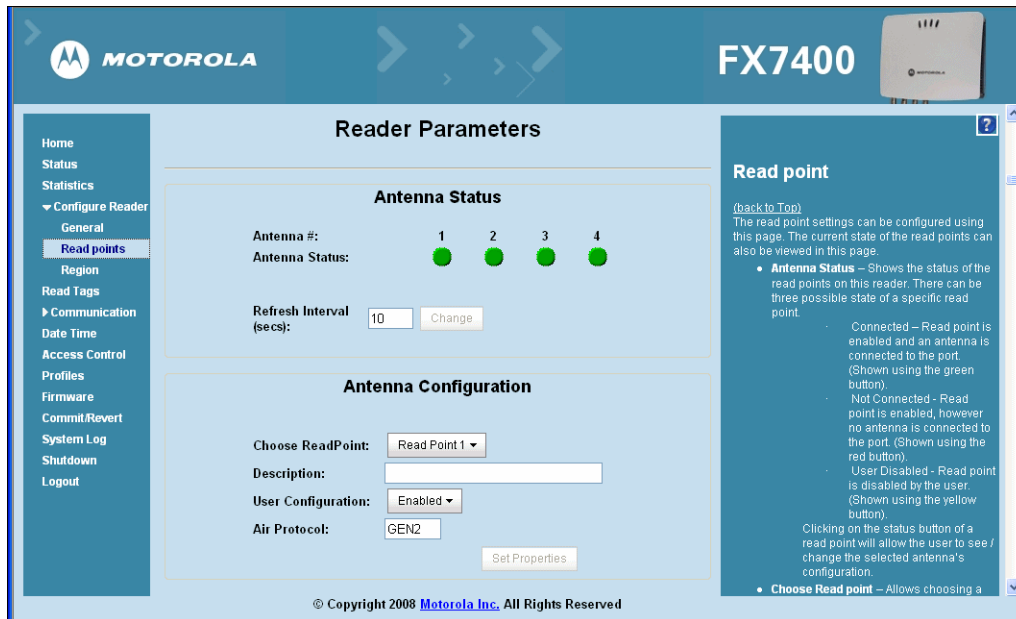 MOTOROLA
FX7400
MOTOROLA
Home
Status
Statistics
Configure Reader
General
Read points
Region
Read Tags
Communication
Date Time
Access Control
Profiles
Firmware
Commit/Revert
System Log
Shutdown
Logout
Reader Parameters
Antenna Status
Antenna #: 1 2 3 4
Antenna Status:
Refresh Interval
(secs): 10 Change
Antenna Configuration
Choose ReadPoint: Read Point 1
Description:
User Configuration: Enabled
Air Protocol: GEN2
Set Properties
?
Read point
(back to Top)
The read point settings can be configured using
this page. The current state of the read points can
also be viewed in this page.
• Antenna Status – Shows the status of the
read points on this reader. There can be
three possible state of a specific read
point.
· Connected – Read point is
enabled and an antenna is
connected to the port.
(Shown using the green
button).
· Not Connected - Read
point is enabled, however
no antenna is connected to
the port. (Shown using the
red button).
· User Disabled - Read point
is disabled by the user.
(Shown using the yellow
button).
Clicking on the status button of a
read point will allow the user to see /
change the selected antenna's
configuration.
• Choose Read point – Allows choosing a
© Copyright 2008 Motorola Inc. All Rights Reserved